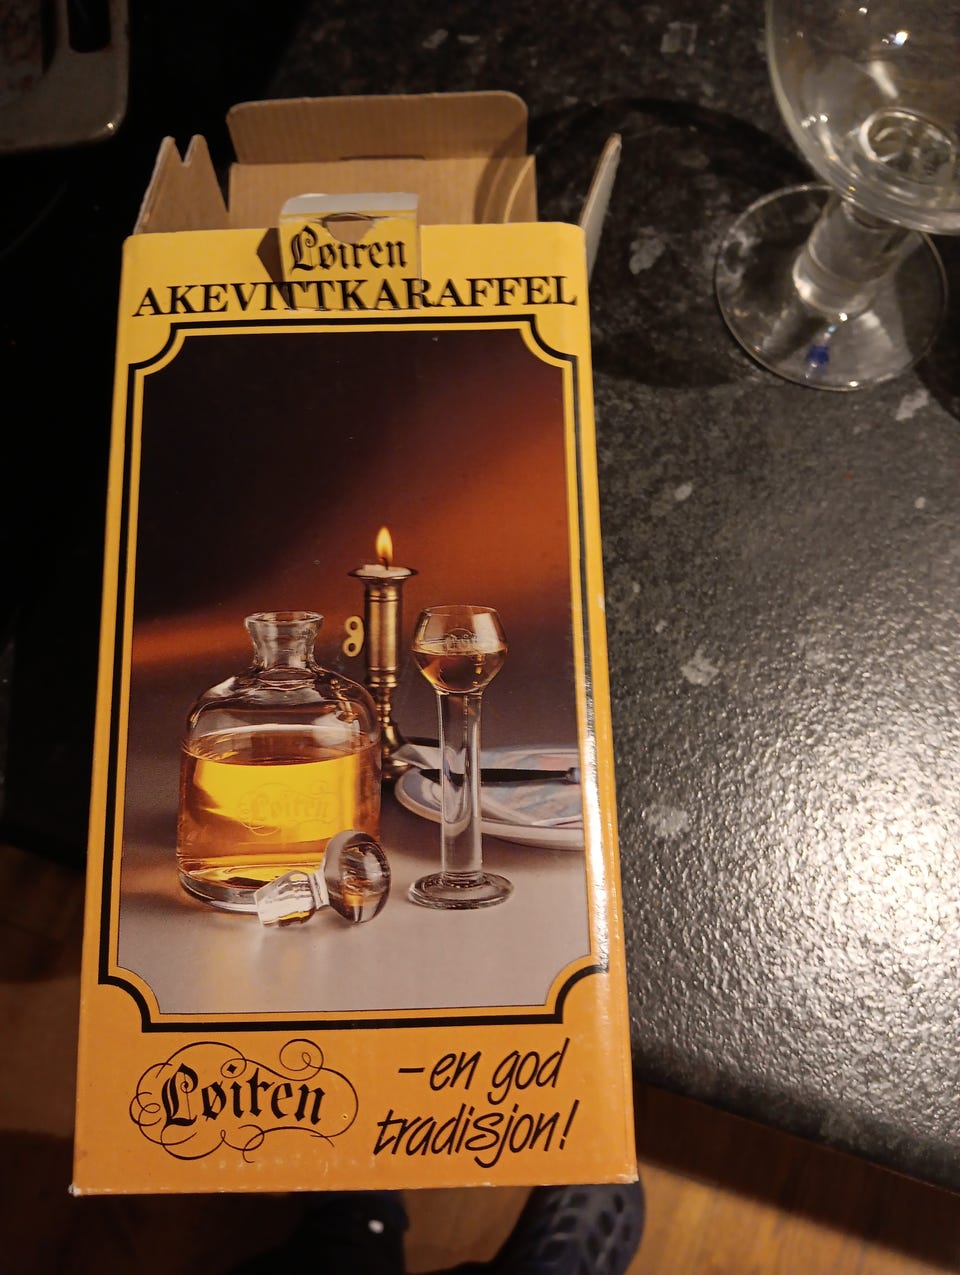 Løiten
AKEVITTKARAFFEL
Løiten
Løiten
–en god
tradisjon!